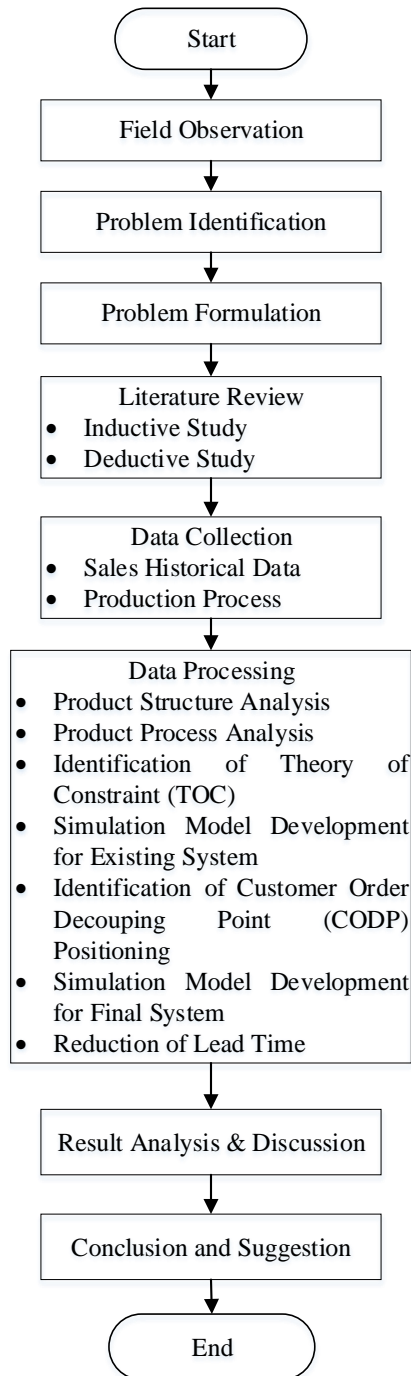 Start
Field Observation
Problem Identification
Problem Formulation
Literature Review
• Inductive Study
• Deductive Study
Data Collection
• Sales Historical Data
• Production Process
Data Processing
• Product Structure Analysis
• Product Process Analysis
• Identification of Theory of
Constraint (TOC)
• Simulation Model Development
for Existing System
• Identification of Customer Order
Decouping Point (CODP)
Positioning
• Simulation Model Development
for Final System
• Reduction of Lead Time
Result Analysis & Discussion
Conclusion and Suggestion
End